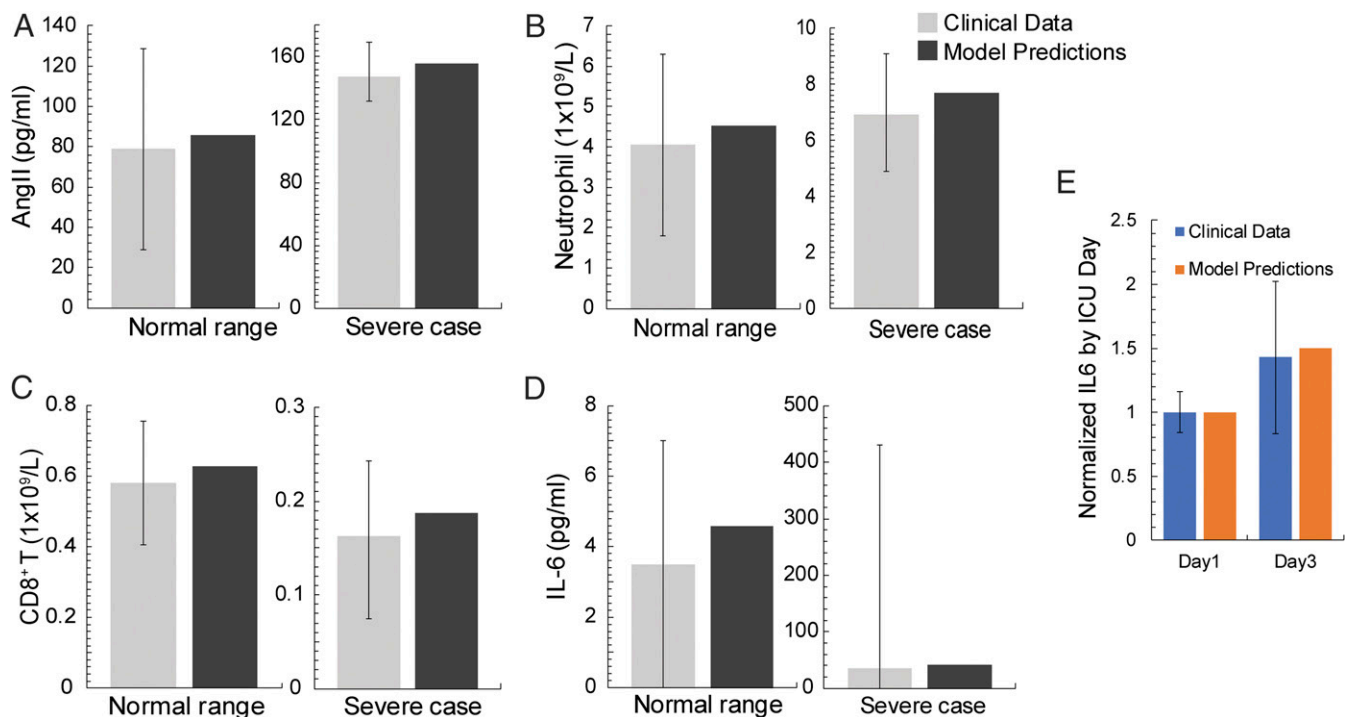 A
AngII (pg/ml)
140
120
100
80
60
40
20
0
Normal range
160
160
80
40
0
Severe case
B
Neutrophil (1x10⁹/L)
7
6
5
4
3
2
1
0
Normal range
10
8
6
4
2
0
Severe case
Clinical Data
Model Predictions
C
CD8⁺ T (1x10⁹/L)
0.8
0.6
0.4
0.2
0
Normal range
0.3
0.2
0.1
0
Severe case
D
IL-6 (pg/ml)
8
6
4
2
0
Normal range
500
400
300
200
100
0
Severe case
E
Normalized IL6 by ICU Day
2.5
2
1.5
1
0.5
0
Clinical Data
Model Predictions
Day1
Day3